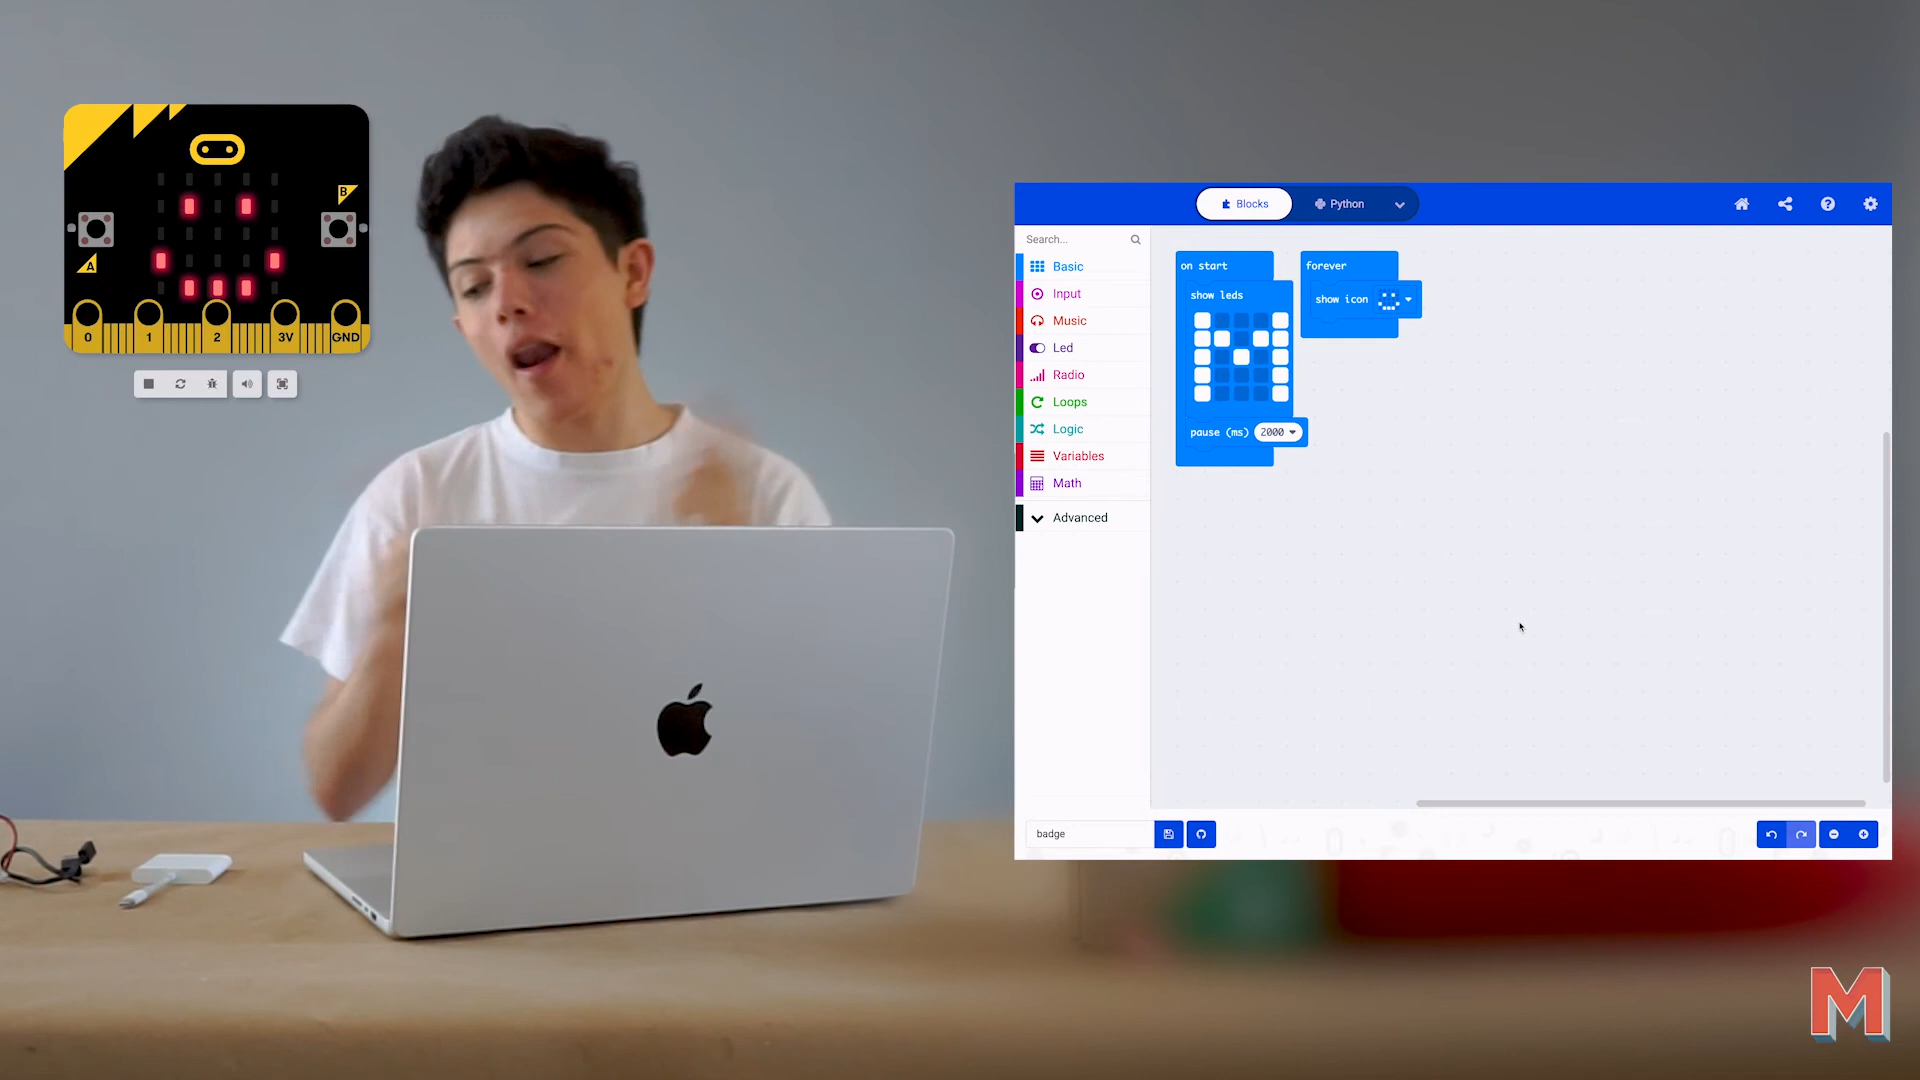 B
A
0 1 2 3V GND
Blocks Python
Search...
Basic
Input
Music
Led
Radio
Loops
Logic
Variables
Math
Advanced
on start
show leds
pause (ms) 2000
forever
show icon
badge
M